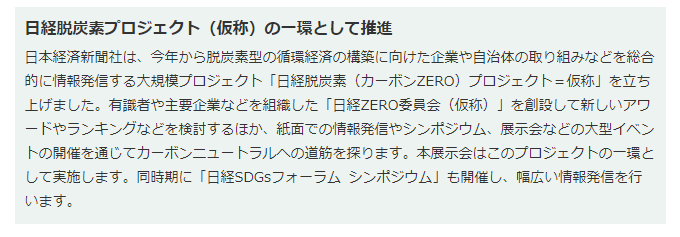 日経脱炭素プロジェクト（仮称）の一環として推進
日本経済新聞社は、今年から脱炭素型の循環経済の構築に向けた企業や自治体の取り組みなどを総合
的に情報発信する大規模プロジェクト「日経脱炭素（カーボンZERO）プロジェクト＝仮称」を立ち
上げました。有識者や主要企業などを組織した「日経ZERO委員会（仮称）」を創設して新しいアワ
ードやランキングなどを検討するほか、紙面での情報発信やシンポジウム、展示会などの大型イベン
トの開催を通じてカーボンニュートラルへの道筋を探ります。本展示会はこのプロジェクトの一環と
して実施します。同時期に「日経SDGsフォーラム シンポジウム」も開催し、幅広い情報発信を行
います。